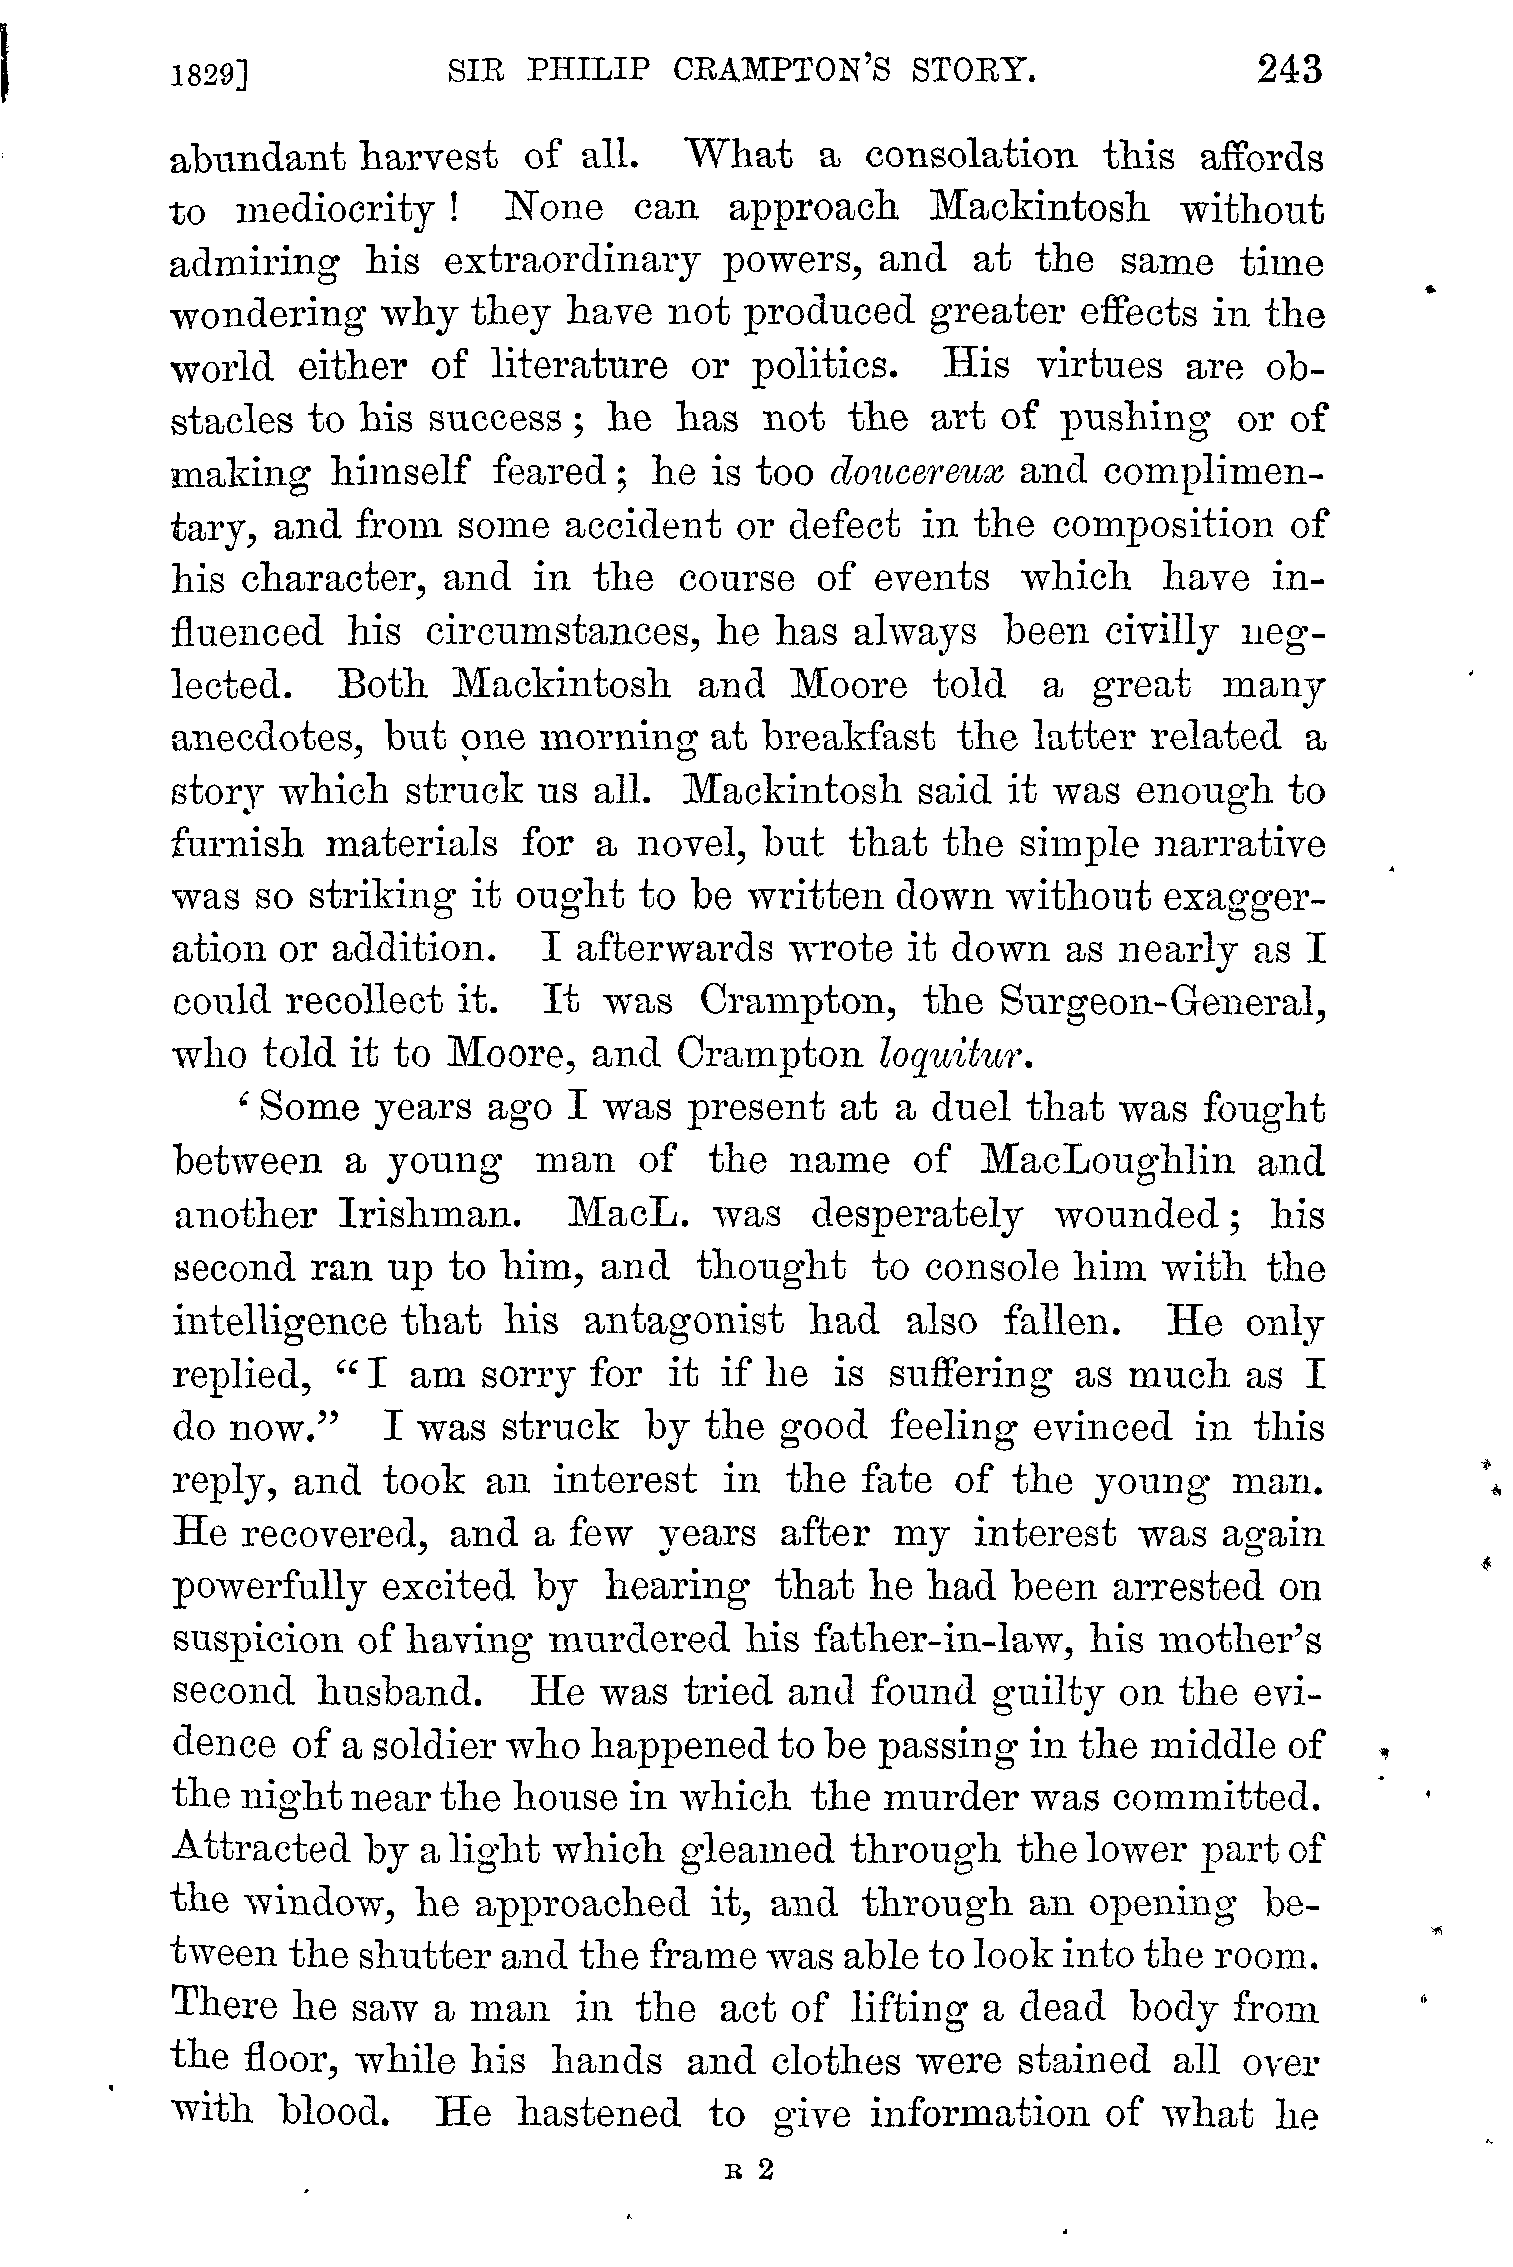 1829] SIR PHILIP CRAMPTON'S STORY. 243
abundant harvest of all. What a consolation this affords
to mediocrity! None can approach Mackintosh without
admiring his extraordinary powers, and at the same time
wondering why they have not produced greater effects in the
world either of literature or politics. His virtues are ob-
stacles to his success; he has not the art of pushing or of
making himself feared; he is too doucereux and complimen-
tary, and from some accident or defect in the composition of
his character, and in the course of events which have in-
fluenced his circumstances, he has always been civilly neg-
lected. Both Mackintosh and Moore told a great many
anecdotes, but one morning at breakfast the latter related a
story which struck us all. Mackintosh said it was enough to
furnish materials for a novel, but that the simple narrative
was so striking it ought to be written down without exagger-
ation or addition. I afterwards wrote it down as nearly as I
could recollect it. It was Crampton, the Surgeon-General,
who told it to Moore, and Crampton loquitur.
'Some years ago I was present at a duel that was fought
between a young man of the name of MacLoughlin and
another Irishman. MacL. was desperately wounded; his
second ran up to him, and thought to console him with the
intelligence that his antagonist had also fallen. He only
replied, "I am sorry for it if he is suffering as much as I
do now." I was struck by the good feeling evinced in this
reply, and took an interest in the fate of the young man.
He recovered, and a few years after my interest was again
powerfully excited by hearing that he had been arrested on
suspicion of having murdered his father-in-law, his mother's
second husband. He was tried and found guilty on the evi-
dence of a soldier who happened to be passing in the middle of
the night near the house in which the murder was committed.
Attracted by a light which gleamed through the lower part of
the window, he approached it, and through an opening be-
tween the shutter and the frame was able to look into the room.
There he saw a man in the act of lifting a dead body from
the floor, while his hands and clothes were stained all over
with blood. He hastened to give information of what he
R 2